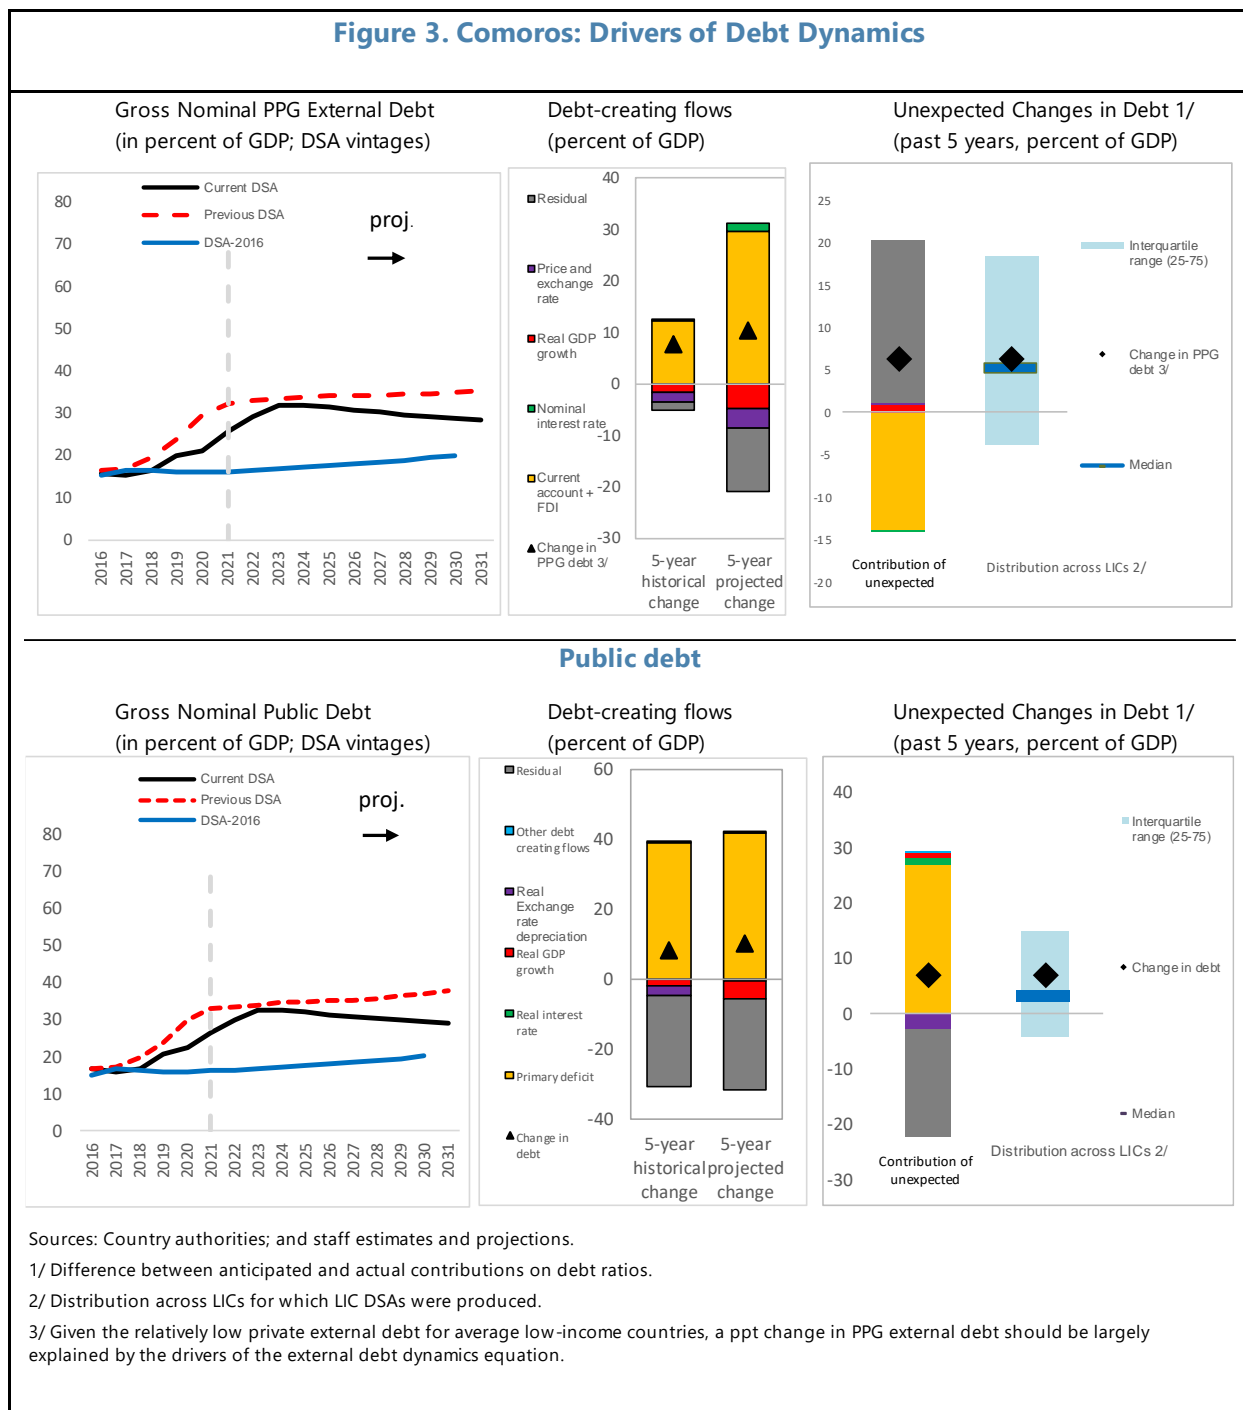 Figure 3. Comoros: Drivers of Debt Dynamics
Gross Nominal PPG External Debt
(in percent of GDP; DSA vintages)
Current DSA
Previous DSA
DSA-2016
proj.
80
70
60
50
40
30
20
10
0
2016
2017
2018
2019
2020
2021
2022
2023
2024
2025
2026
2027
2028
2029
2030
2031
Debt-creating flows
(percent of GDP)
Residual
Price and
exchange
rate
Real GDP
growth
Nominal
interest rate
Current
account +
FDI
Change in
PPG debt 3/
40
30
20
10
0
-10
-20
-30
5-year
historical
change
5-year
projected
change
Unexpected Changes in Debt 1/
(past 5 years, percent of GDP)
25
20
15
10
5
0
-5
-10
-15
-20
Contribution of
unexpected
Distribution across LICs 2/
Interquartile
range (25-75)
Change in PPG
debt 3/
Median
Public debt
Gross Nominal Public Debt
(in percent of GDP; DSA vintages)
Current DSA
Previous DSA
DSA-2016
proj.
80
70
60
50
40
30
20
10
0
2016
2017
2018
2019
2020
2021
2022
2023
2024
2025
2026
2027
2028
2029
2030
2031
Debt-creating flows
(percent of GDP)
Residual
Other debt
creating flows
Real
Exchange
rate
depreciation
Real GDP
growth
Real interest
rate
Primary deficit
Change in
debt
60
40
20
0
-20
-40
5-year
historical
change
5-year
projected
change
Unexpected Changes in Debt 1/
(past 5 years, percent of GDP)
40
30
20
10
0
-10
-20
-30
Contribution of
unexpected
Distribution across LICs 2/
Interquartile
range (25-75)
Change in debt
Median
Sources: Country authorities; and staff estimates and projections.
1/ Difference between anticipated and actual contributions on debt ratios.
2/ Distribution across LICs for which LIC DSAs were produced.
3/ Given the relatively low private external debt for average low-income countries, a ppt change in PPG external debt should be largely
explained by the drivers of the external debt dynamics equation.